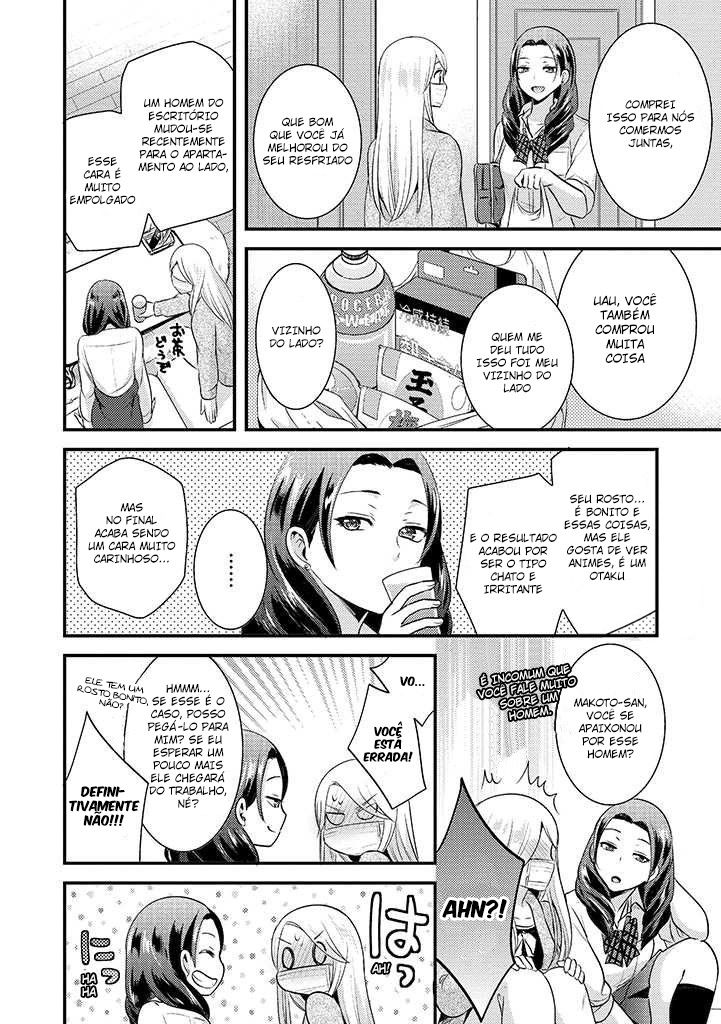 COMPREI
ISSO PARA NÓS
COMERMOS
JUNTAS,
QUE BOM
QUE VOCÊ JÁ
MELHOROU DO
SEU RESFRIADO
UAU, VOCÊ
TAMBÉM
COMPROU
MUITA
COISA
QUEM ME
DEU TUDO
ISSO FOI MEU
VIZINHO DO
LADO
VIZINHO
DO LADO?
UM HOMEM DO
ESCRITÓRIO
MUDOU-SE
RECENTEMENTE
PARA O APARTA-
MENTO AO LADO,
ESSE
CARA É
MUITO
EMPOLGADO
お茶
どうぞ
SEU ROSTO...
É BONITO E
ESSAS COISAS,
MAS ELE
GOSTA DE VER
ANIMES, É UM
OTAKU
E O RESULTADO
ACABOU POR
SER O TIPO
CHATO E
IRRITANTE
MAS
NO FINAL
ACABA SENDO
UM CARA MUITO
CARINHOSO...
........
MAKOTO-SAN,
VOCÊ SE
APAIXONOU
POR ESSE
HOMEM?
É INCOMUM QUE
VOCÊ FALE MUITO
SOBRE UM
HOMEM.
AHN?!
VO...
VOCÊ
ESTÁ
ERRADA!
HMMM...
SE ESSE É O
CASO, POSSO
PEGÁ-LO PARA
MIM? SE EU
ESPERAR UM
POUCO MAIS
ELE CHEGARÁ
DO TRABALHO,
NÉ?
ELE TEM UM
ROSTO BONITO,
NÃO?
DEFINI-
TIVAMENTE
NÃO!!!
はっ
AH!
にっ
HA
HA